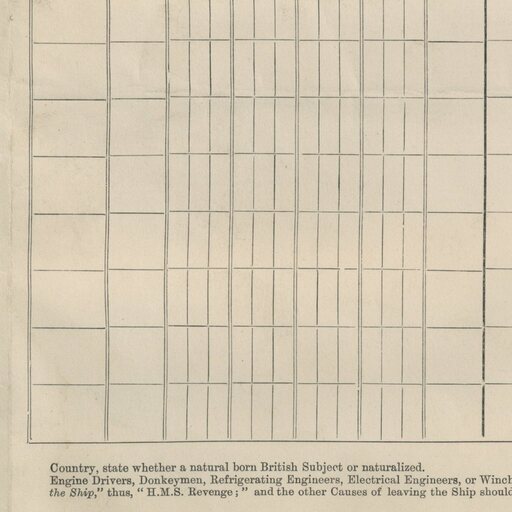 Country, state whether a natural born British Subject or naturalized.
Engine Drivers, Donkeymen, Refrigerating Engineers, Electrical Engineers, or Winch
the Ship," thus, "H.M.S. Revenge;" and the other Causes of leaving the Ship should